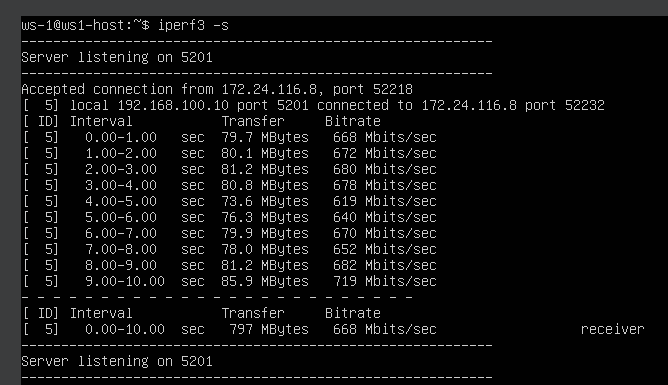 ws-1@ws1-host:~$ iperf3 -s
-----------------------------------------------------------
Server listening on 5201
-----------------------------------------------------------
Accepted connection from 172.24.116.8, port 52218
[  5] local 192.168.100.10 port 5201 connected to 172.24.116.8 port 52232
[ ID] Interval           Transfer     Bitrate
[  5]   0.00-1.00   sec  79.7 MBytes   668 Mbits/sec
[  5]   1.00-2.00   sec  80.1 MBytes   672 Mbits/sec
[  5]   2.00-3.00   sec  81.2 MBytes   680 Mbits/sec
[  5]   3.00-4.00   sec  80.8 MBytes   678 Mbits/sec
[  5]   4.00-5.00   sec  73.6 MBytes   619 Mbits/sec
[  5]   5.00-6.00   sec  76.3 MBytes   640 Mbits/sec
[  5]   6.00-7.00   sec  79.9 MBytes   670 Mbits/sec
[  5]   7.00-8.00   sec  78.0 MBytes   652 Mbits/sec
[  5]   8.00-9.00   sec  81.2 MBytes   682 Mbits/sec
[  5]   9.00-10.00  sec  85.9 MBytes   719 Mbits/sec
- - - - - - - - - - - - - - - - - - - - - - - - -
[ ID] Interval           Transfer     Bitrate
[  5]   0.00-10.00  sec   797 MBytes   668 Mbits/sec                  receiver
-----------------------------------------------------------
Server listening on 5201
-----------------------------------------------------------